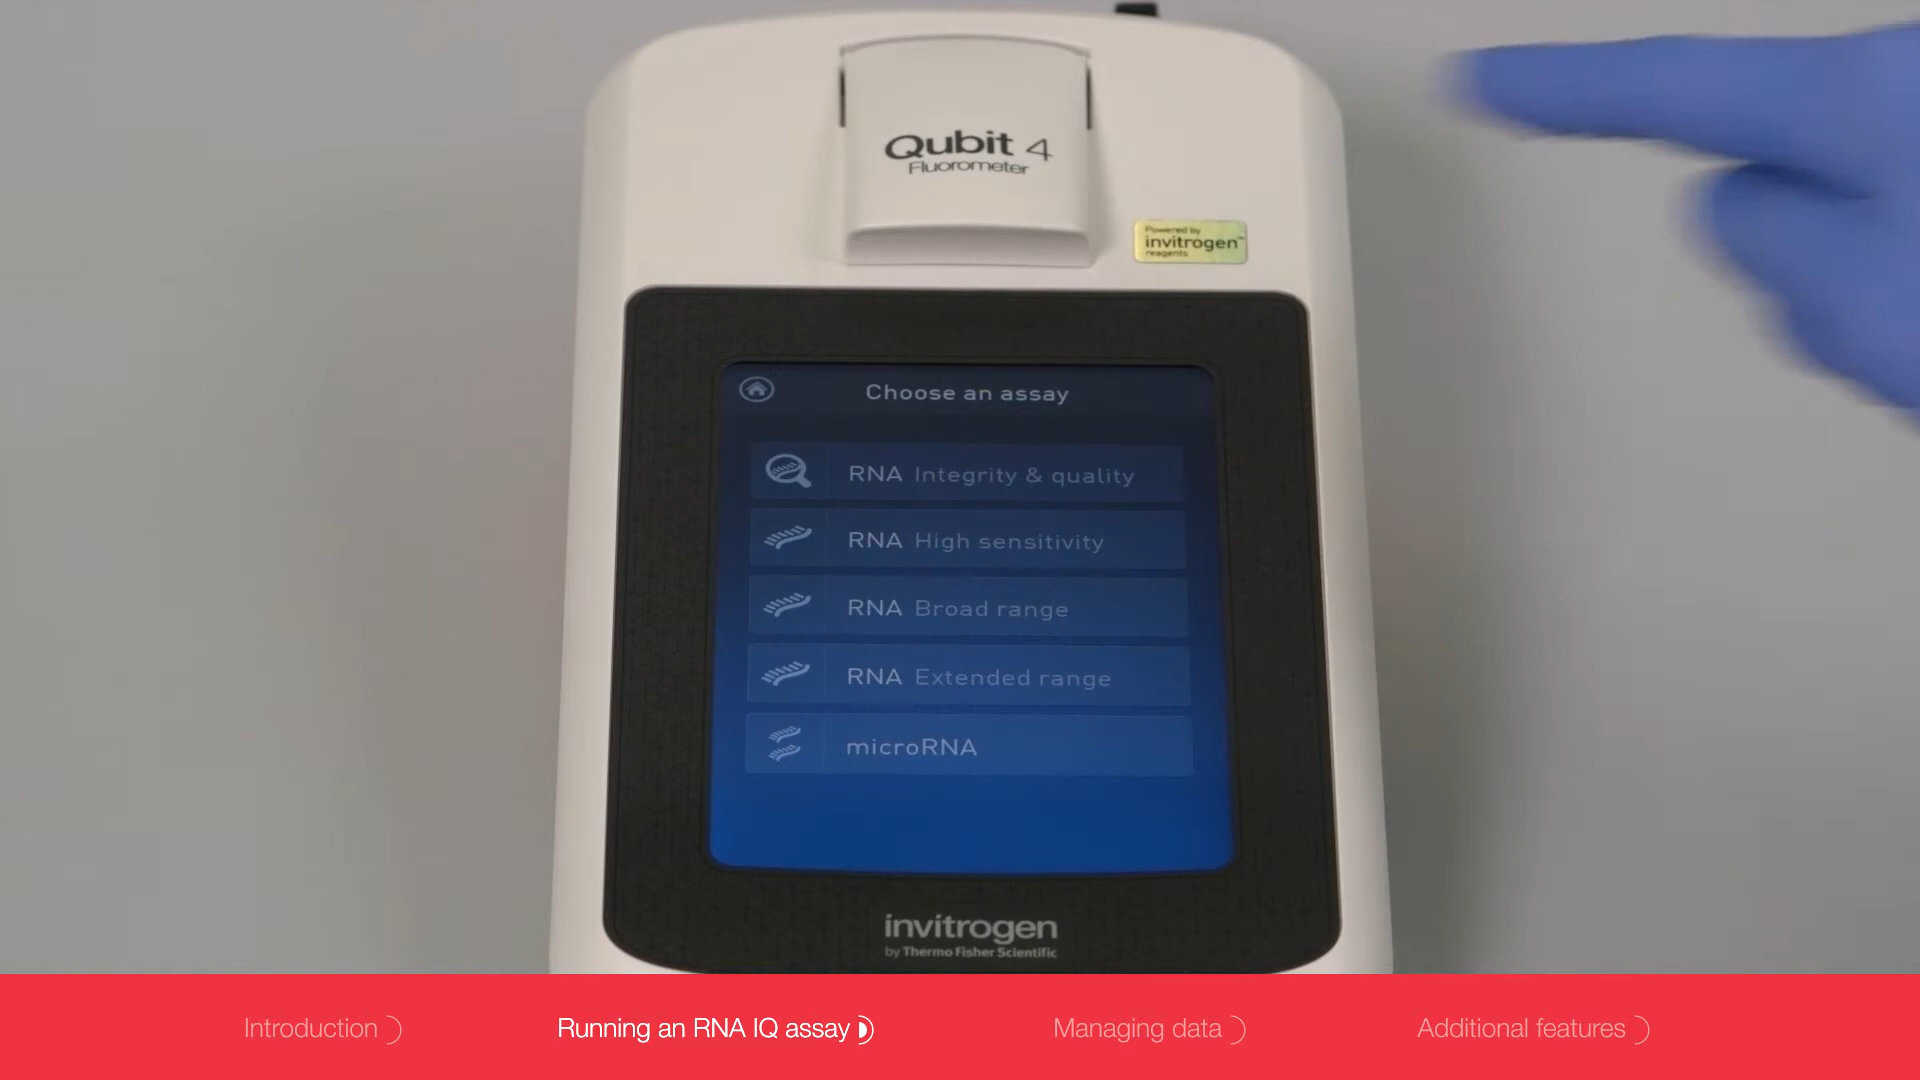 Qubit 4
Fluorometer
Powered by
invitrogen™
reagents
Choose an assay
RNA Integrity & quality
RNA High sensitivity
RNA Broad range
RNA Extended range
microRNA
invitrogen
by Thermo Fisher Scientific
Introduction
Running an RNA IQ assay
Managing data
Additional features